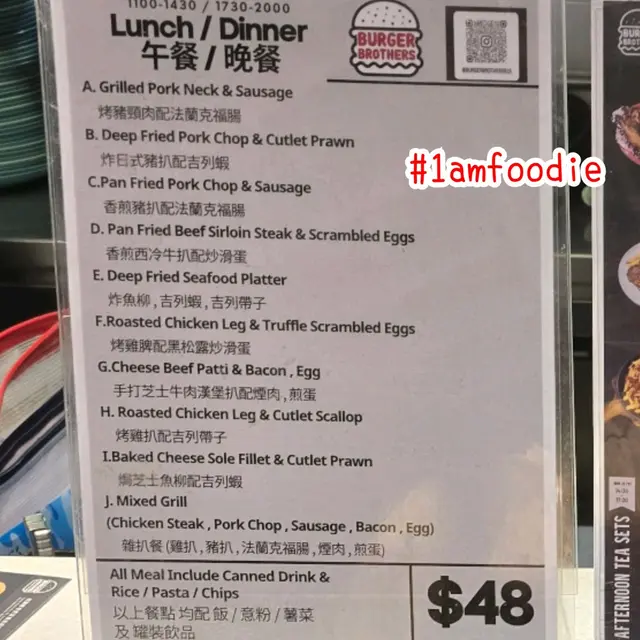 1100-1430 / 1730-2000
Lunch / Dinner
午餐 / 晚餐
BURGER
BROTHERS
#1amfoodie
A. Grilled Pork Neck & Sausage
烤豬頸肉配法蘭克福腸
B. Deep Fried Pork Chop & Cutlet Prawn
炸日式豬扒配吉列蝦
C.Pan Fried Pork Chop & Sausage
香煎豬扒配法蘭克福腸
D. Pan Fried Beef Sirloin Steak & Scrambled Eggs
香煎西冷牛扒配炒滑蛋
E. Deep Fried Seafood Platter
炸魚柳 , 吉列蝦 , 吉列帶子
F.Roasted Chicken Leg & Truffle Scrambled Eggs
烤雞髀配黑松露炒滑蛋
G.Cheese Beef Patti & Bacon , Egg
手打芝士牛肉漢堡扒配煙肉 , 煎蛋
H. Roasted Chicken Leg & Cutlet Scallop
烤雞扒配吉列帶子
I.Baked Cheese Sole Fillet & Cutlet Prawn
焗芝士魚柳配吉列蝦
J. Mixed Grill
(Chicken Steak , Pork Chop , Sausage , Bacon , Egg)
雜扒餐 (雞扒 , 豬扒 , 法蘭克福腸 , 煙肉 , 煎蛋)
All Meal Include Canned Drink &
Rice / Pasta / Chips
以上餐點 均配 飯 / 意粉 / 薯菜
及 罐裝飲品
$48
AFTERNOON TEA SETS